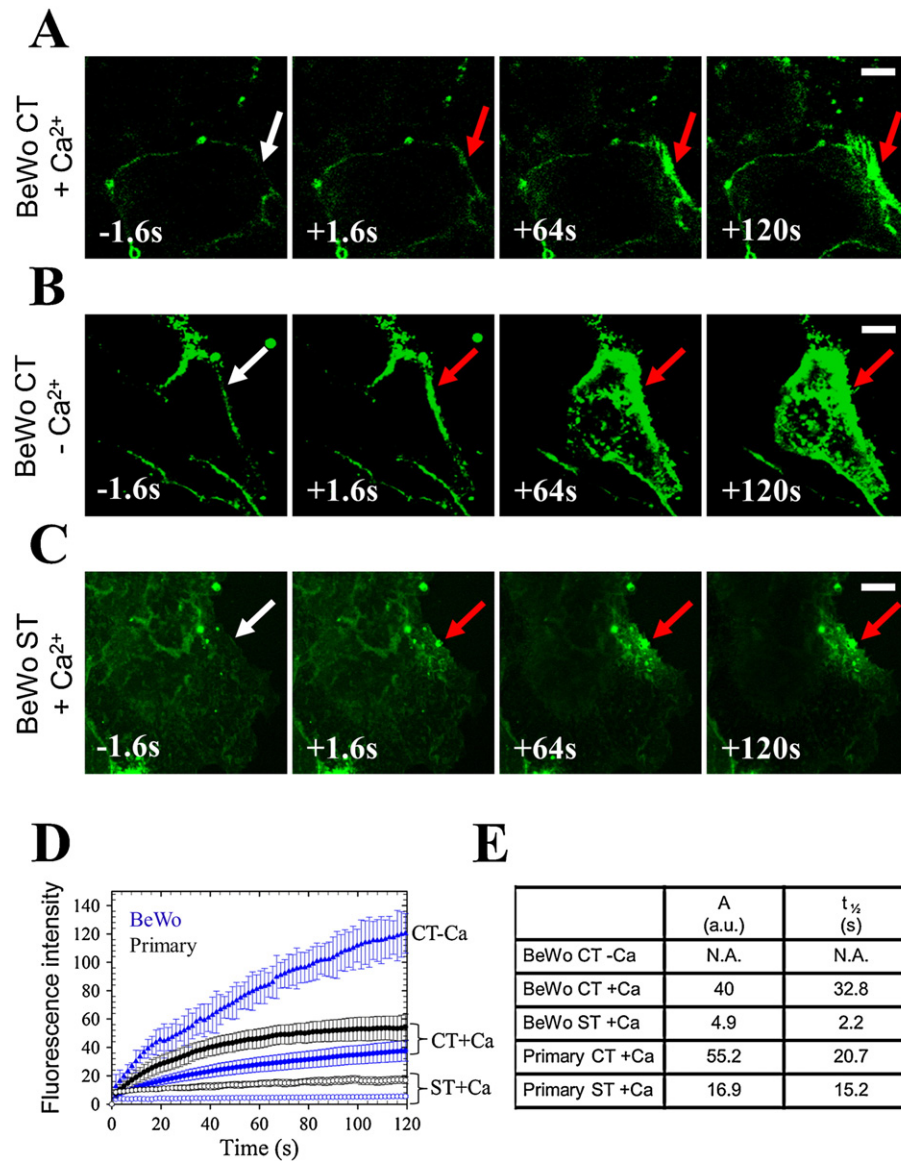 A
BeWo CT
+ Ca²⁺
-1.6s
+1.6s
+64s
+120s
B
BeWo CT
- Ca²⁺
-1.6s
+1.6s
+64s
+120s
C
BeWo ST
+ Ca²⁺
-1.6s
+1.6s
+64s
+120s
D
Fluorescence intensity
140
120
100
80
60
40
20
0
BeWo
Primary
CT-Ca
CT+Ca
ST+Ca
0 20 40 60 80 100 120
Time (s)
E
A t ½
(a.u.) (s)
BeWo CT -Ca N.A. N.A.
BeWo CT +Ca 40 32.8
BeWo ST +Ca 4.9 2.2
Primary CT +Ca 55.2 20.7
Primary ST +Ca 16.9 15.2